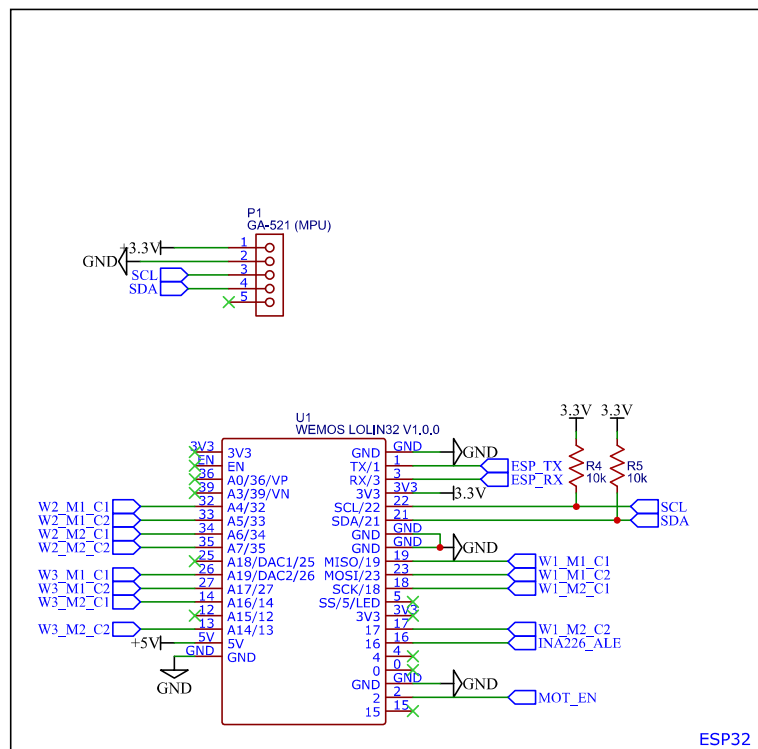 P1
GA-521 (MPU)
+3.3V 1
GND 2
SCL 3
SDA 4
5
U1
WEMOS LOLIN32 V1.0.0
3.3V 3.3V
R4 R5
10k 10k
3V3 3V3 GND GND GND
EN EN TX/1 1 ESP_TX
36 A0/36/VP RX/3 3 ESP_RX
39 A3/39/VN 3V3 3V3 3.3V
W2_M1_C1 32 A4/32 SCL/22 22 SCL
W2_M1_C2 33 A5/33 SDA/21 21 SDA
W2_M2_C1 34 A6/34 GND GND
W2_M2_C2 35 A7/35 GND GND GND
25 A18/DAC1/25 MISO/19 19 W1_M1_C1
W3_M1_C1 26 A19/DAC2/26 MOSI/23 23 W1_M1_C2
W3_M1_C2 27 A17/27 SCK/18 18 W1_M2_C1
W3_M2_C1 14 A16/14 SS/5/LED 5
12 A15/12 3V3 3V3
W3_M2_C2 13 A14/13 17 17 W1_M2_C2
+5V 5V 5V 16 16 INA226_ALE
GND GND 4 4
0 0
GND GND GND GND
2 2 MOT_EN
15 15
ESP32